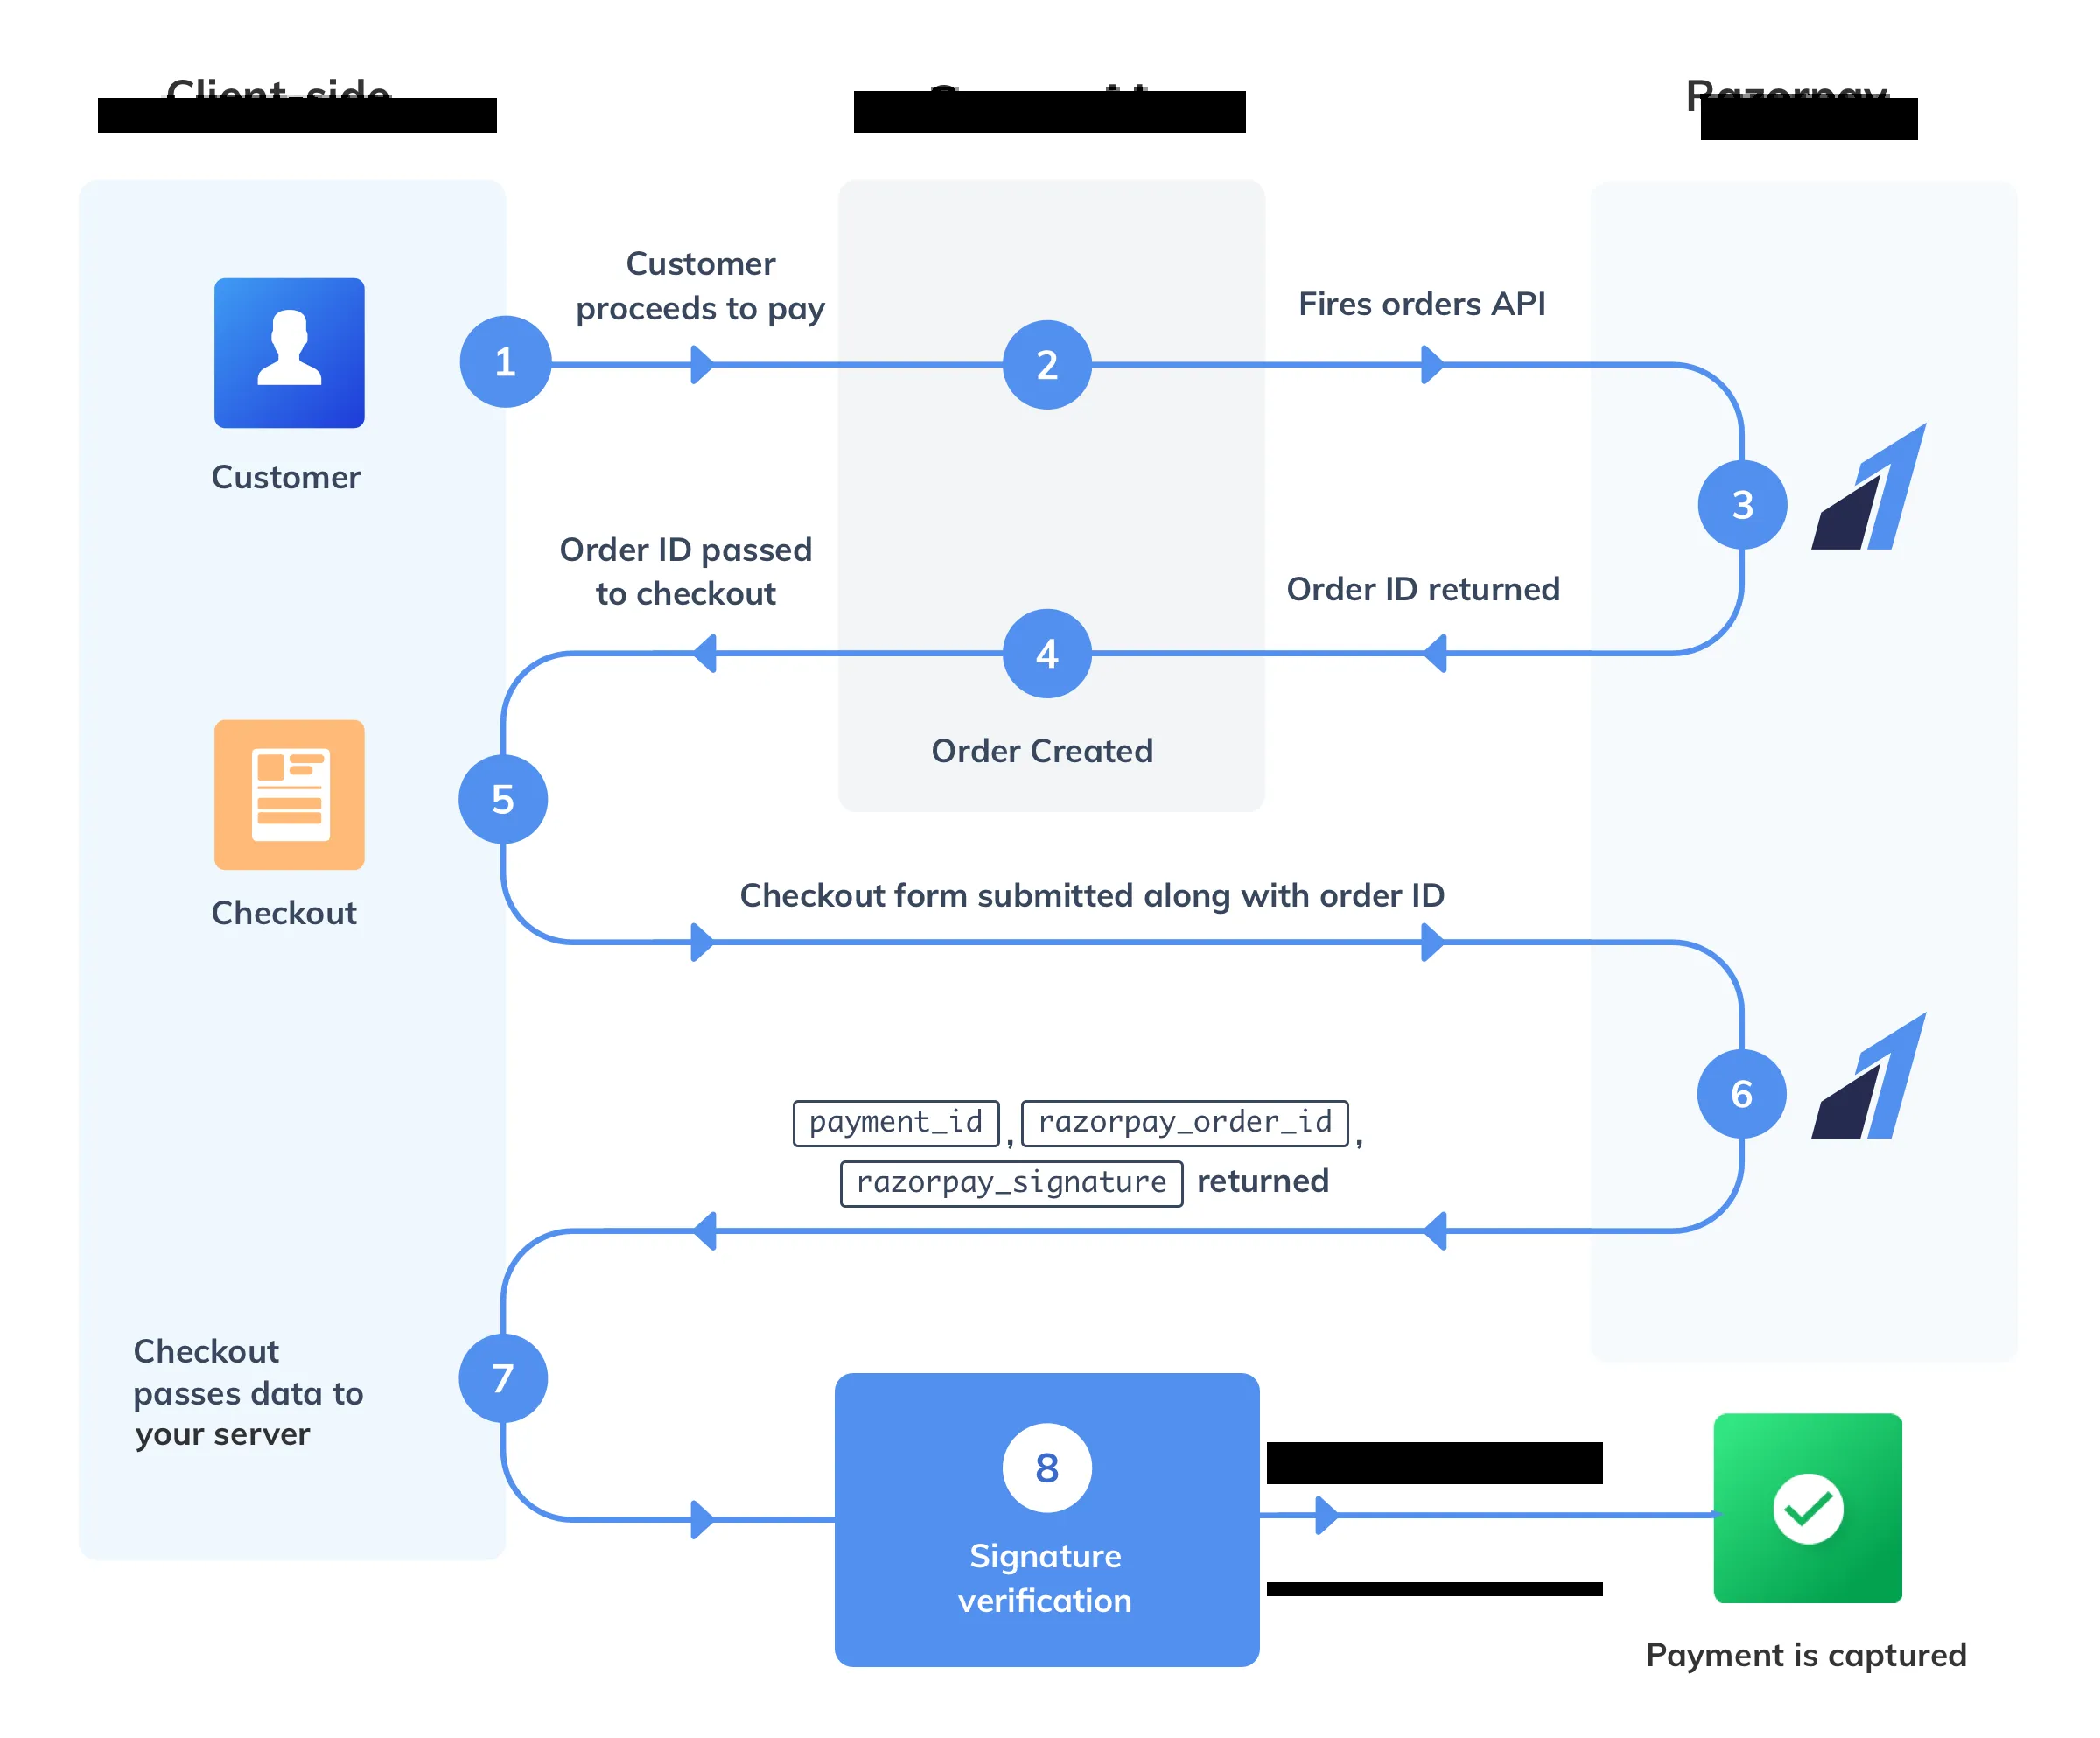 Client-side
Razorpay
Customer
proceeds to pay
Fires orders API
1
2
Customer
3
Order ID passed
to checkout
Order ID returned
4
Order Created
5
Checkout
Checkout form submitted along with order ID
6
payment_id , razorpay_order_id ,
razorpay_signature returned
Checkout
passes data to
your server
7
8
Signature
verification
Payment is captured